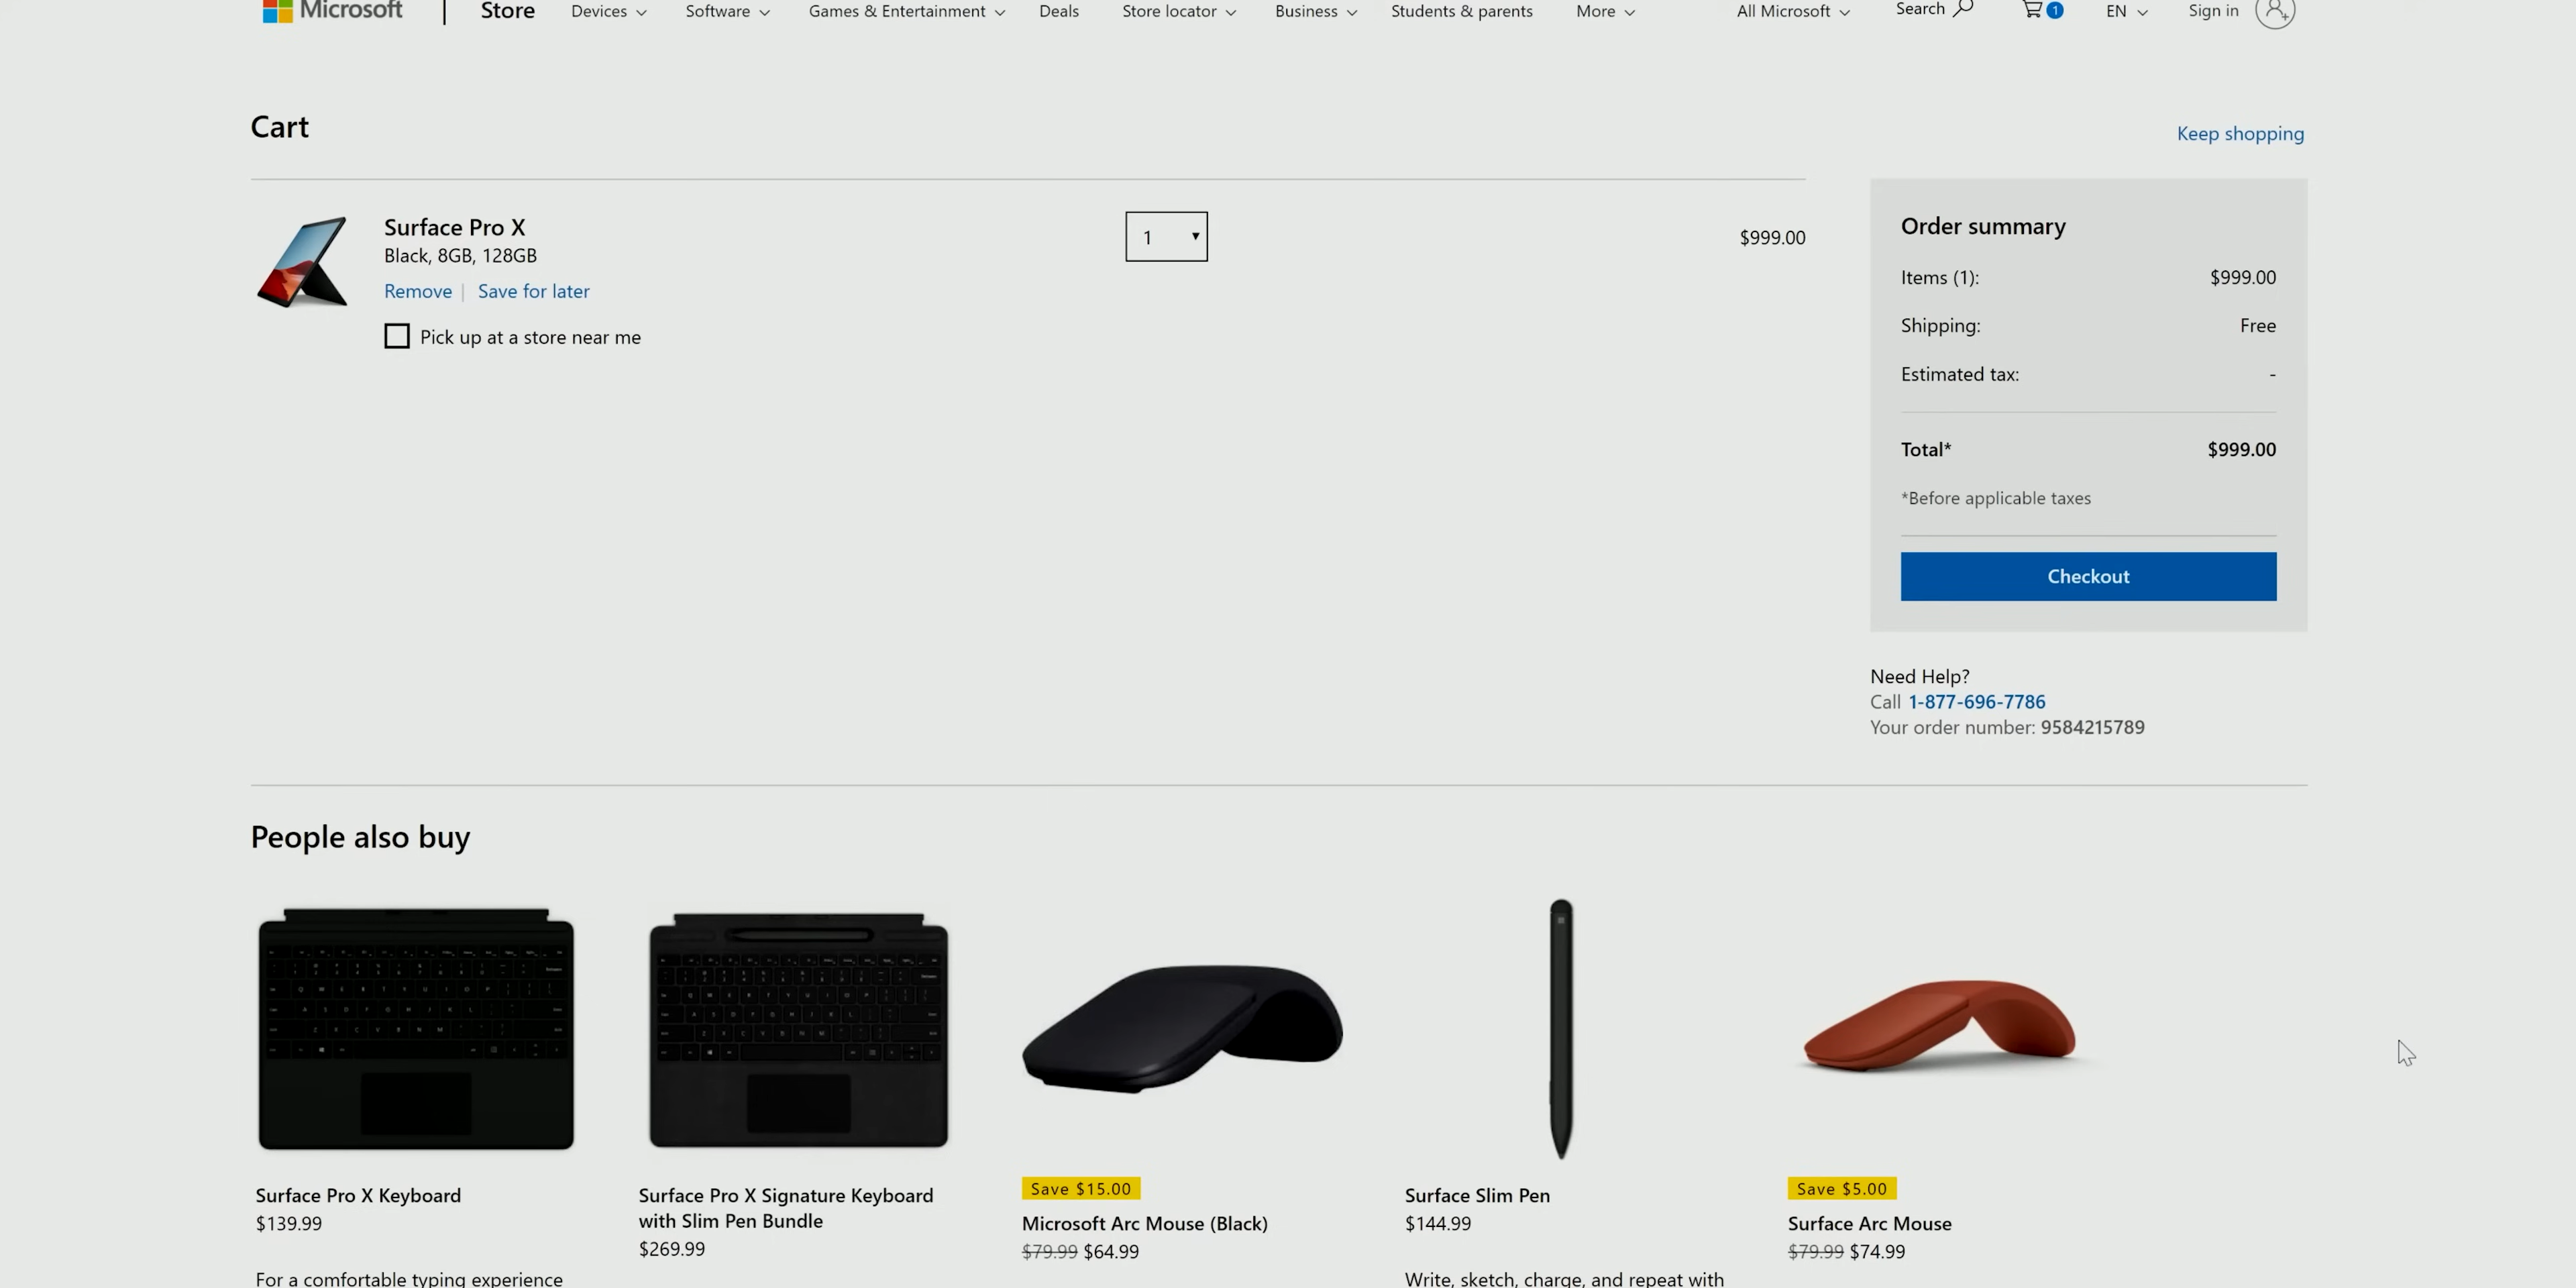 Microsoft
Store
Devices
Software
Games & Entertainment
Deals
Store locator
Business
Students & parents
More
All Microsoft
Search
1
EN
Sign in
Cart
Keep shopping
Surface Pro X
Black, 8GB, 128GB
Remove | Save for later
Pick up at a store near me
1
$999.00
Order summary
Items (1): $999.00
Shipping: Free
Estimated tax: -
Total* $999.00
*Before applicable taxes
Checkout
Need Help?
Call 1-877-696-7786
Your order number: 9584215789
People also buy
Surface Pro X Keyboard
$139.99
For a comfortable typing experience
Surface Pro X Signature Keyboard
with Slim Pen Bundle
$269.99
Save $15.00
Microsoft Arc Mouse (Black)
$79.99 $64.99
Surface Slim Pen
$144.99
Write, sketch, charge, and repeat with
Save $5.00
Surface Arc Mouse
$79.99 $74.99